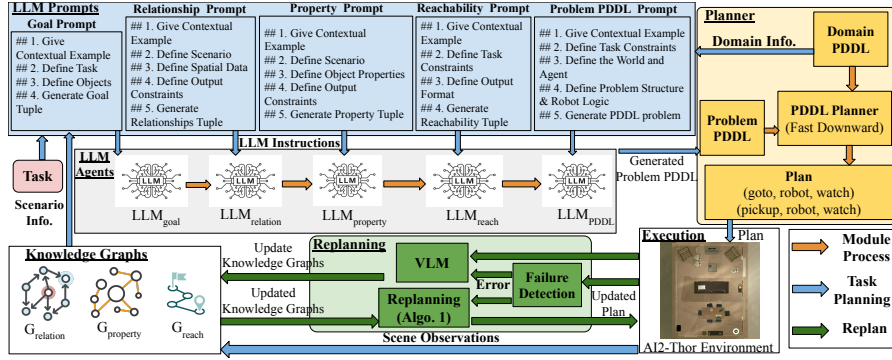 LLM Prompts
Goal Prompt
## 1. Give
Contextual Example
## 2. Define Task
## 3. Define Objects
## 4. Generate Goal
Tuple
Relationship Prompt
## 1. Give Contextual
Example
## 2. Define Scenario
## 3. Define Spatial Data
## 4. Define Output
Constraints
## 5. Generate
Relationships Tuple
Property Prompt
## 1. Give Contextual
Example
## 2. Define Scenario
## 3. Define Object Properties
## 4. Define Output
Constraints
## 5. Generate Property Tuple
Reachability Prompt
## 1. Give Contextual
Example
## 2. Define Task
Constraints
## 3. Define Output
Format
## 4. Generate
Reachability Tuple
Problem PDDL Prompt
## 1. Give Contextual Example
## 2. Define Task Constraints
## 3. Define the World and
Agent
## 4. Define Problem Structure
& Robot Logic
## 5. Generate PDDL problem
Planner
Domain Info.
Domain
PDDL
Problem
PDDL
PDDL Planner
(Fast Downward)
Plan
(goto, robot, watch)
(pickup, robot, watch)
LLM Instructions
Generated
Problem PDDL
Task
Scenario
Info.
LLM
Agents
LLM
LLM
LLM
LLM
LLM
LLMgoal
LLMrelation
LLMproperty
LLMreach
LLMPDDL
Knowledge Graphs
Grelation
Gproperty
Greach
Update
Knowledge Graphs
Updated
Knowledge Graphs
Replanning
VLM
Error
Failure
Detection
Replanning
(Algo. 1)
Updated
Plan
Scene Observations
Execution
Plan
AI2-Thor Environment
Module
Process
Task
Planning
Replan